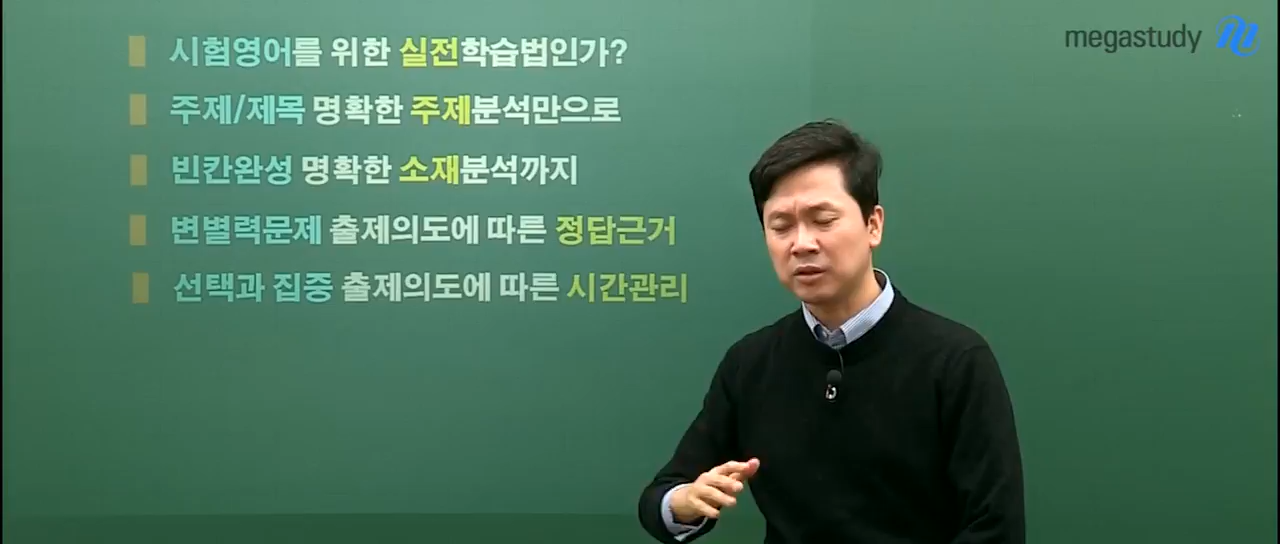 megastudy
시험영어를 위한 실전학습법인가?
주제/제목 명확한 주제분석만으로
빈칸완성 명확한 소재분석까지
변별력문제 출제의도에 따른 정답근거
선택과 집중 출제의도에 따른 시간관리